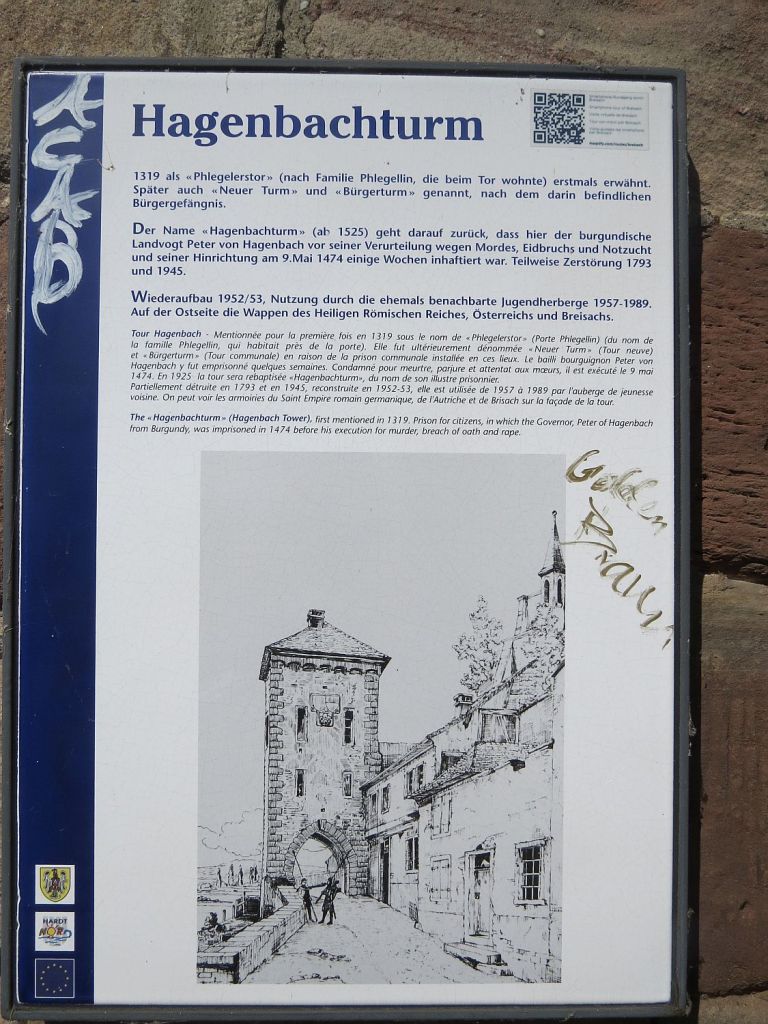 Hagenbachturm
1319 als «Phlegelerstor» (nach Familie Phlegellin, die beim Tor wohnte) erstmals erwähnt.
Später auch «Neuer Turm» und «Bürgerturm» genannt, nach dem darin befindlichen
Bürgergefängnis.
Der Name «Hagenbachturm» (ab 1525) geht darauf zurück, dass hier der burgundische
Landvogt Peter von Hagenbach vor seiner Verurteilung wegen Mordes, Eidbruchs und Notzucht
und seiner Hinrichtung am 9.Mai 1474 einige Wochen inhaftiert war. Teilweise Zerstörung 1793
und 1945.
Wiederaufbau 1952/53, Nutzung durch die ehemals benachbarte Jugendherberge 1957-1989.
Auf der Ostseite die Wappen des Heiligen Römischen Reiches, Österreichs und Breisachs.
Tour Hagenbach - Mentionnée pour la première fois en 1319 sous le nom de «Phlegelerstor» (Porte Phlegellin) (du nom de
la famille Phlegellin, qui habitait près de la porte). Elle fut ultérieurement dénommée «Neuer Turm» (Tour neuve)
et «Bürgerturm» (Tour communale) en raison de la prison communale installée en ces lieux. Le bailli bourguignon Peter von
Hagenbach y fut emprisonné quelques semaines. Condamné pour meurtre, parjure et attentat aux mœurs, il est exécuté le 9 mai
1474. En 1925 la tour sera rebaptisée «Hagenbachturm», du nom de son illustre prisonnier.
Partiellement détruite en 1793 et en 1945, reconstruite en 1952-53, elle est utilisée de 1957 à 1989 par l'auberge de jeunesse
voisine. On peut voir les armoiries du Saint Empire romain germanique, de l'Autriche et de Brisach sur la façade de la tour.
The «Hagenbachturm» (Hagenbach Tower), first mentioned in 1319. Prison for citizens, in which the Governor, Peter of Hagenbach
from Burgundy, was imprisoned in 1474 before his execution for murder, breach of oath and rape.
Golden
HARDT
NORD